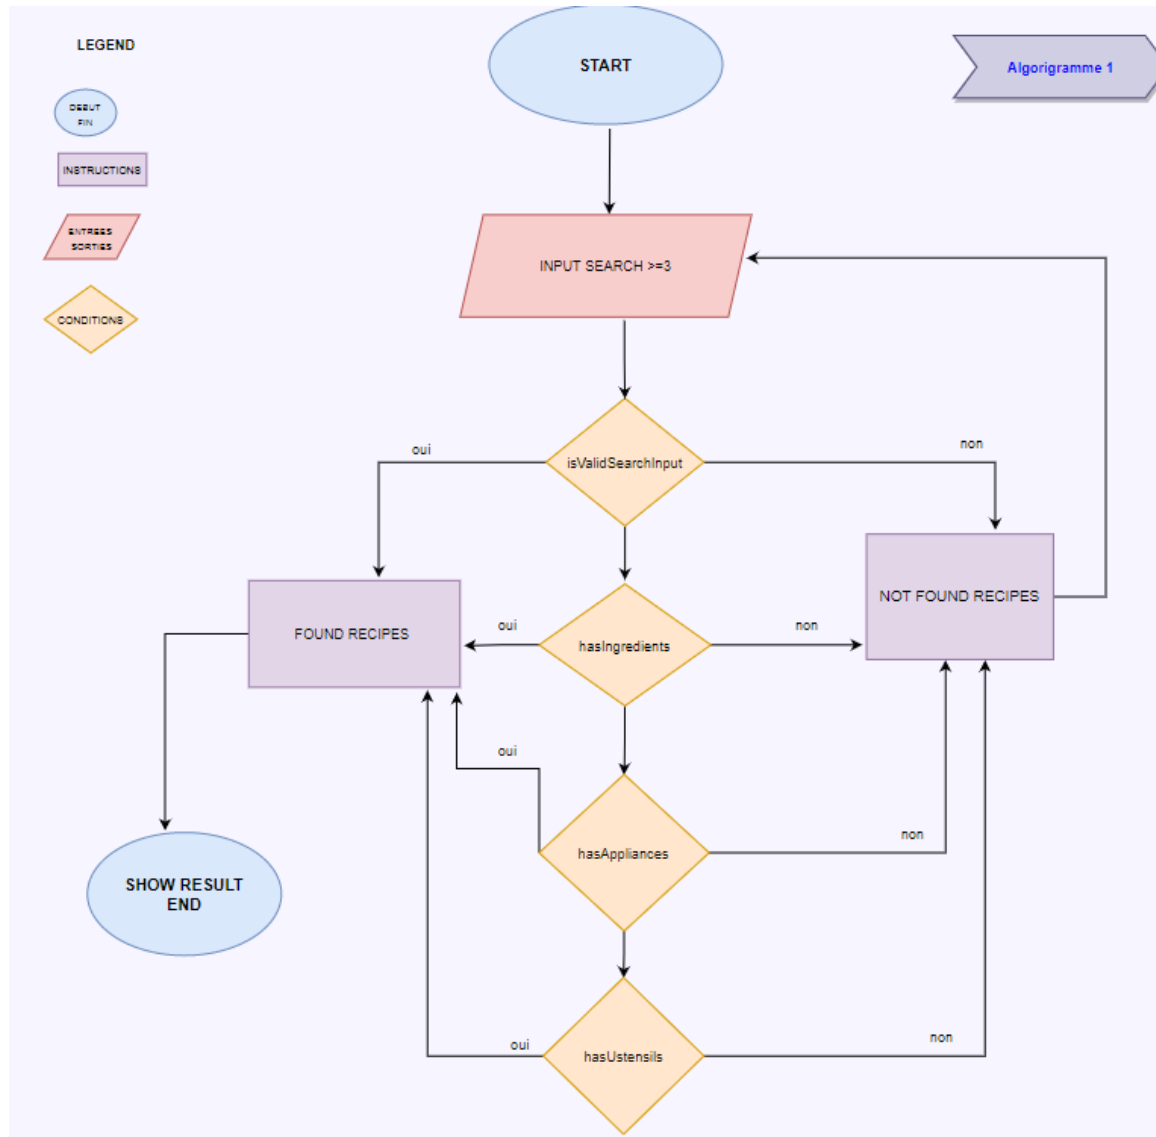 LEGEND
START
Algorigramme 1
DEBUT
FIN
INSTRUCTIONS
ENTREES
SORTIES
INPUT SEARCH >=3
CONDITIONS
oui
non
isValidSearchInput
NOT FOUND RECIPES
FOUND RECIPES
oui
hasIngredients
non
oui
hasAppliances
non
SHOW RESULT
END
oui
hasUstensils
non